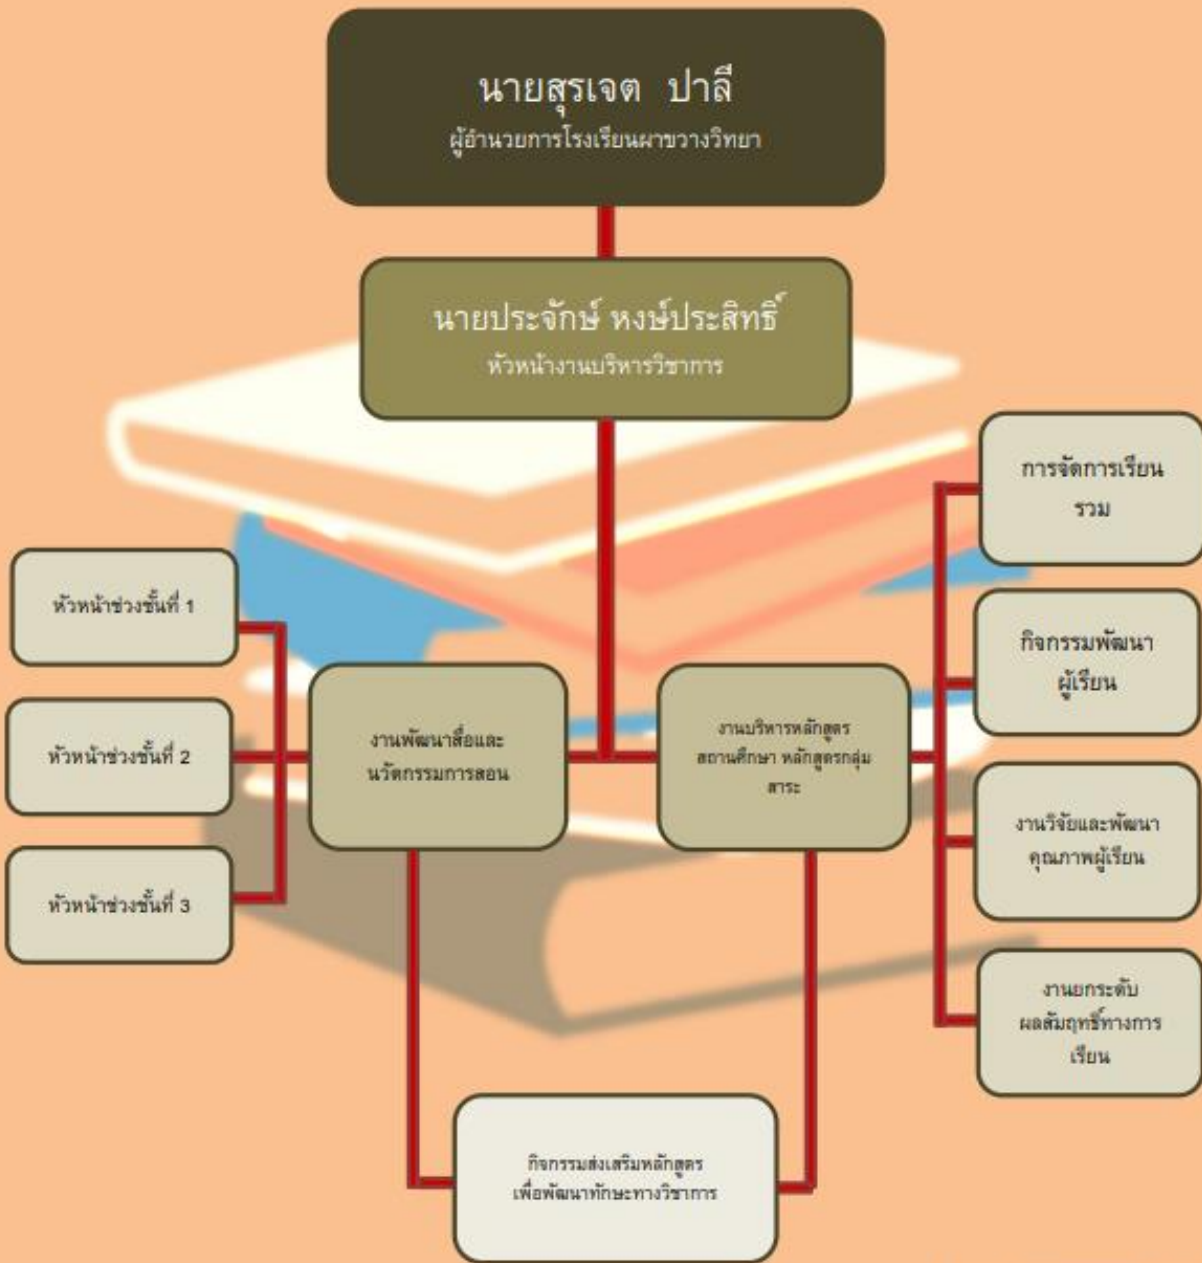 นายสุรเจต ปาลี
ผู้อำนวยการโรงเรียนผาขวางวิทยา
นายประจักษ์ หงษ์ประสิทธิ์
หัวหน้างานบริหารวิชาการ
การจัดการเรียน
รวม
หัวหน้าช่วงชั้นที่ 1
กิจกรรมพัฒนา
ผู้เรียน
หัวหน้าช่วงชั้นที่ 2
งานพัฒนาสื่อและ
นวัตกรรมการสอน
งานบริหารหลักสูตร
สถานศึกษา หลักสูตรกลุ่ม
สาระ
งานวิจัยและพัฒนา
คุณภาพผู้เรียน
หัวหน้าช่วงชั้นที่ 3
งานยกระดับ
ผลสัมฤทธิ์ทางการ
เรียน
กิจกรรมส่งเสริมหลักสูตร
เพื่อพัฒนาทักษะทางวิชาการ